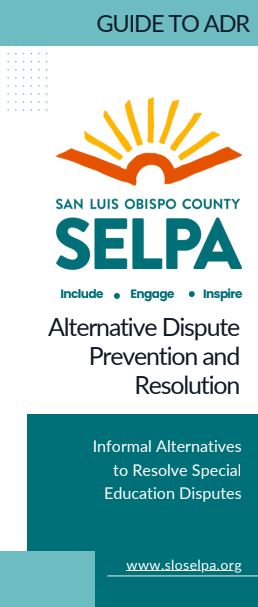 GUIDE TO ADR
SAN LUIS OBISPO COUNTY
SELPA
Include • Engage • Inspire
Alternative Dispute
Prevention and
Resolution
Informal Alternatives
to Resolve Special
Education Disputes
www.sloselpa.org